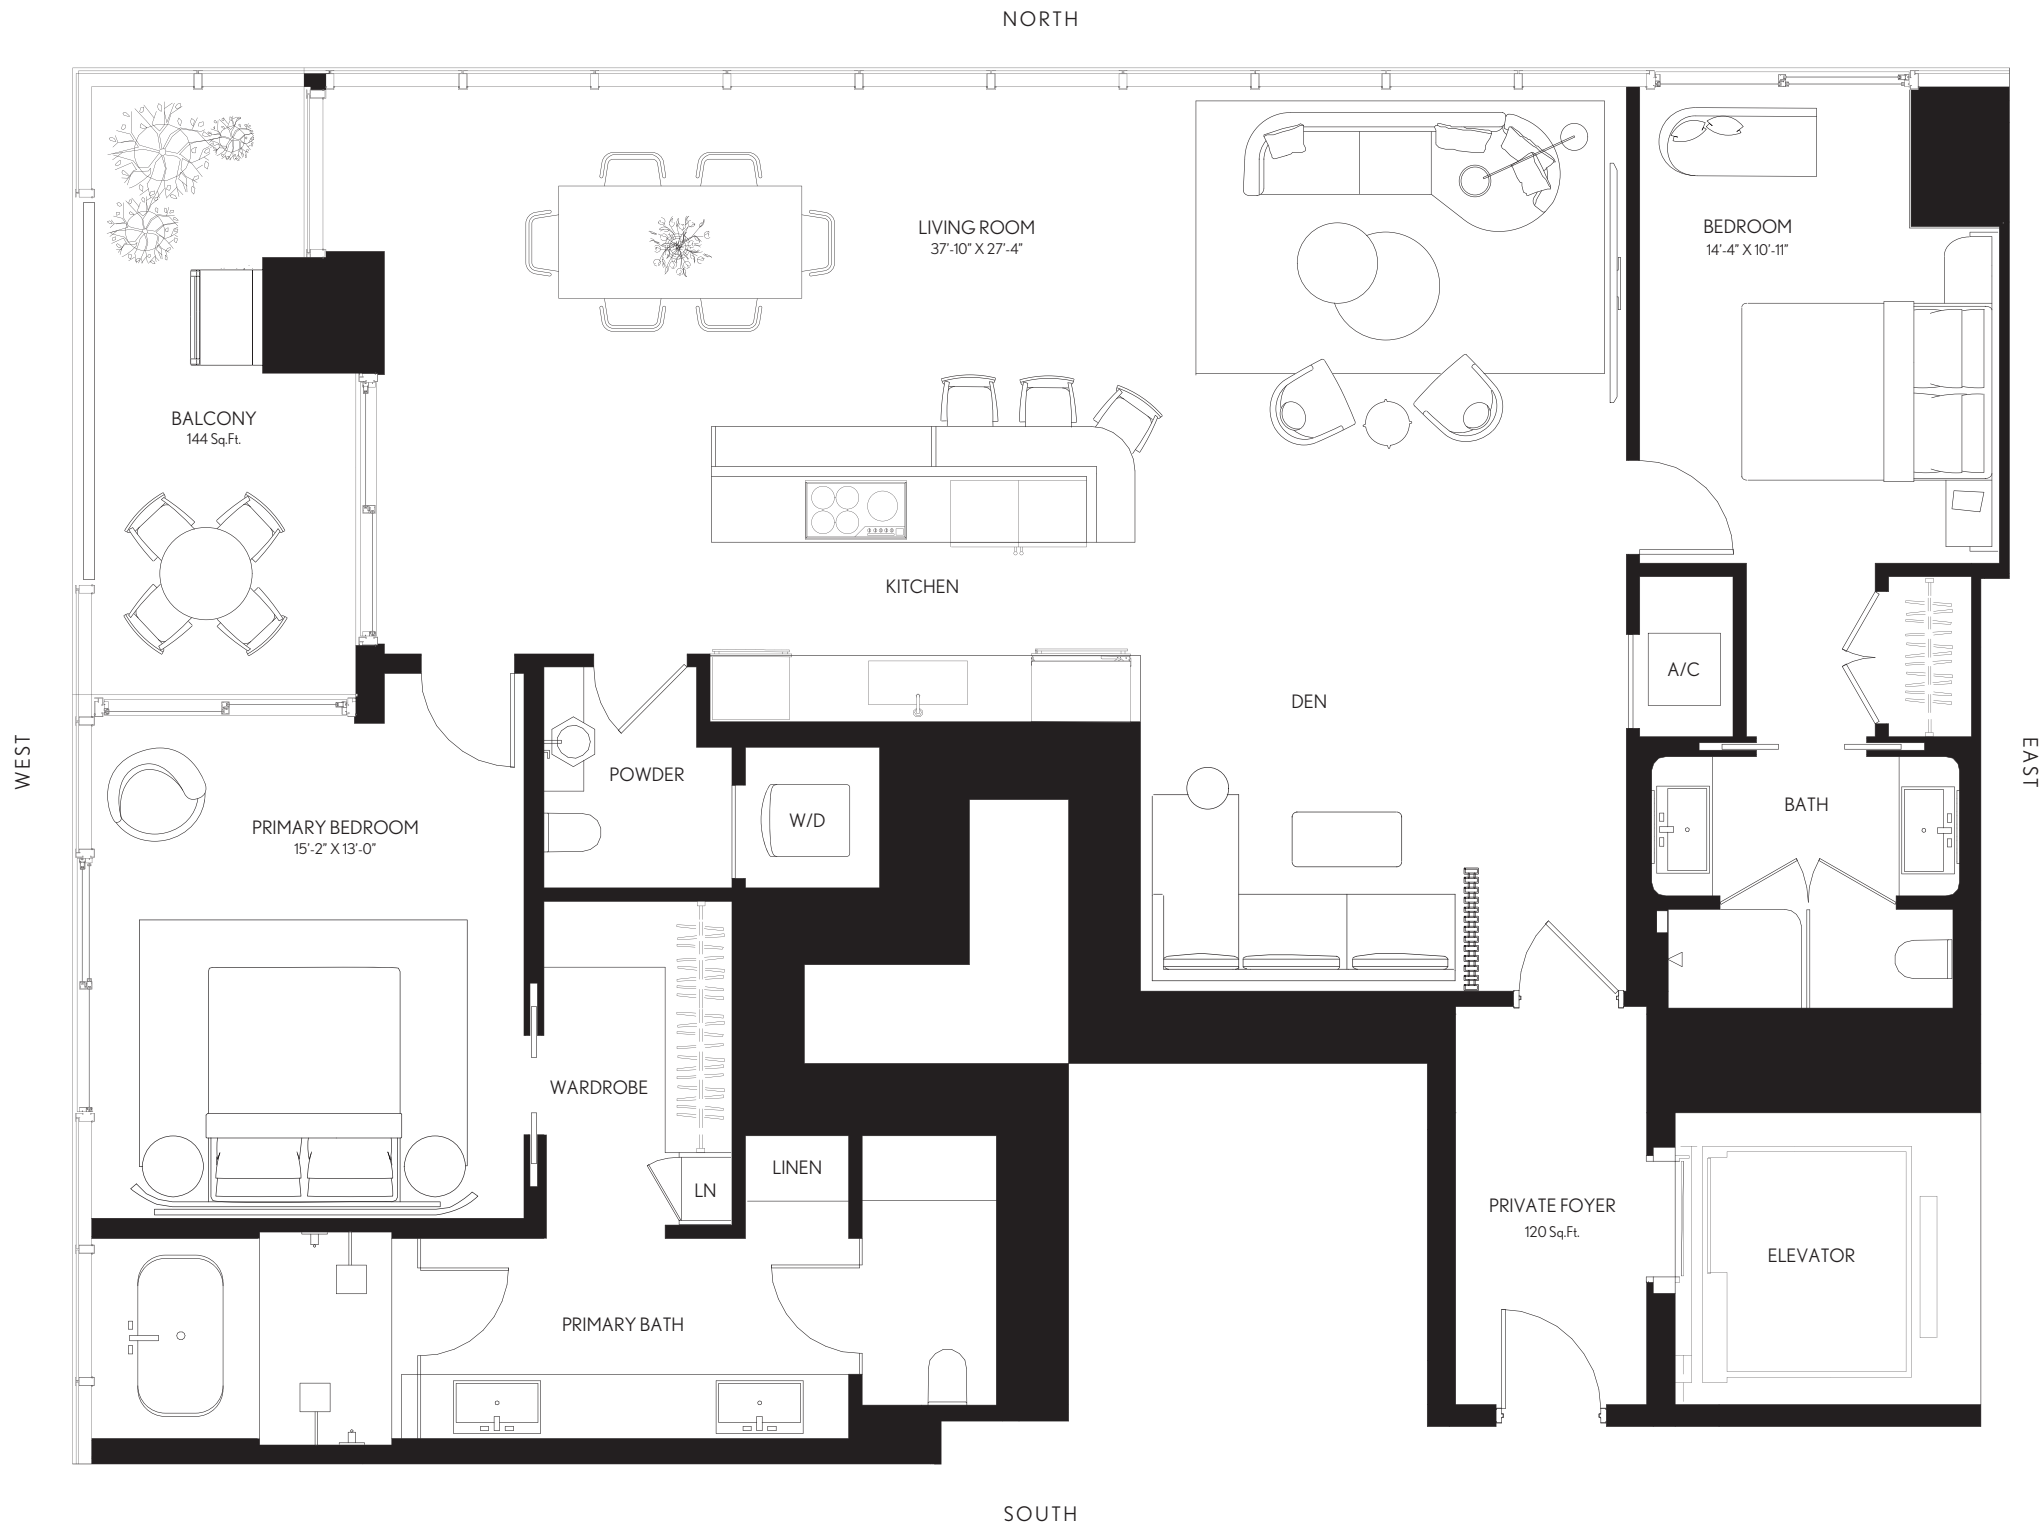 NORTH
LIVING ROOM
37'-10" X 27'-4"
BEDROOM
14'-4" X 10'-11"
BALCONY
144 Sq.Ft.
KITCHEN
A/C
DEN
WEST
EAST
POWDER
W/D
BATH
PRIMARY BEDROOM
15'-2" X 13'-0"
WARDROBE
LINEN
LN
PRIVATE FOYER
120 Sq.Ft.
ELEVATOR
PRIMARY BATH
SOUTH